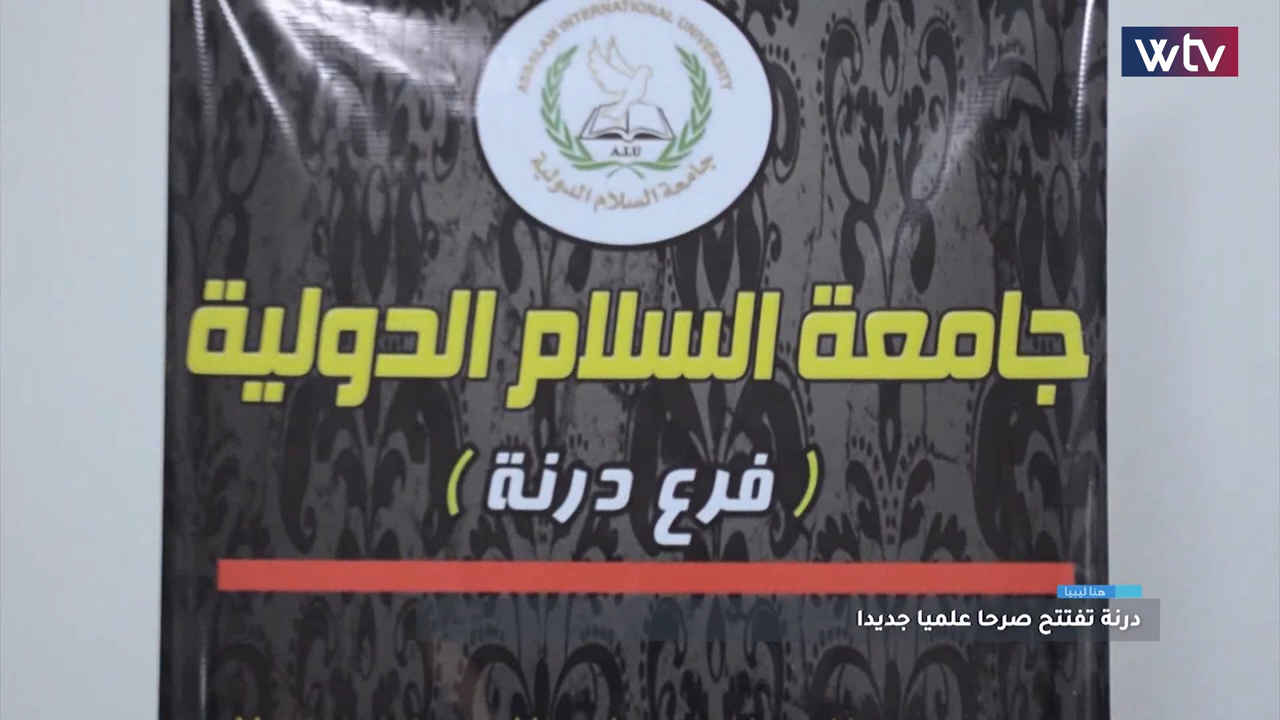 wtv
ASSALAM INTERNATIONAL UNIVERSITY
A.I.U
جامعة السلام الدولية
جامعة السلام الدولية
( فرع درنة )
هنا ليبيا
درنة تفتتح صرحا علميا جديدا